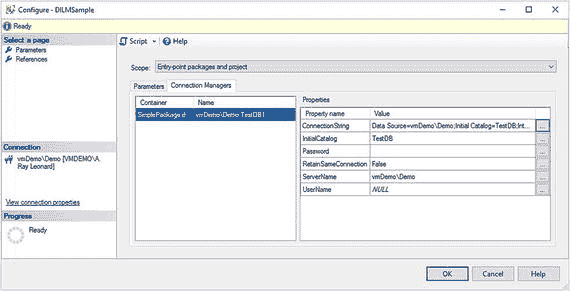 Configure - DILMSample
Ready
Select a page
Parameters
References
Script
Help
Scope:
Entry-point packages and project
Parameters
Connection Managers
Container
Name
SimplePackage.d
vmDemo\Demo.TestDB1
Properties
Property name
Value
ConnectionString
Data Source=vmDemo\Demo;Initial Catalog=TestDB;Int...
...
InitialCatalog
TestDB
...
Password
...
RetainSameConnection
False
...
ServerName
vmDemo\Demo
...
UserName
NULL
...
Connection
vmDemo\Demo [VMDEMO\A.
Ray Leonard]
View connection properties
Progress
Ready
OK
Cancel
Help